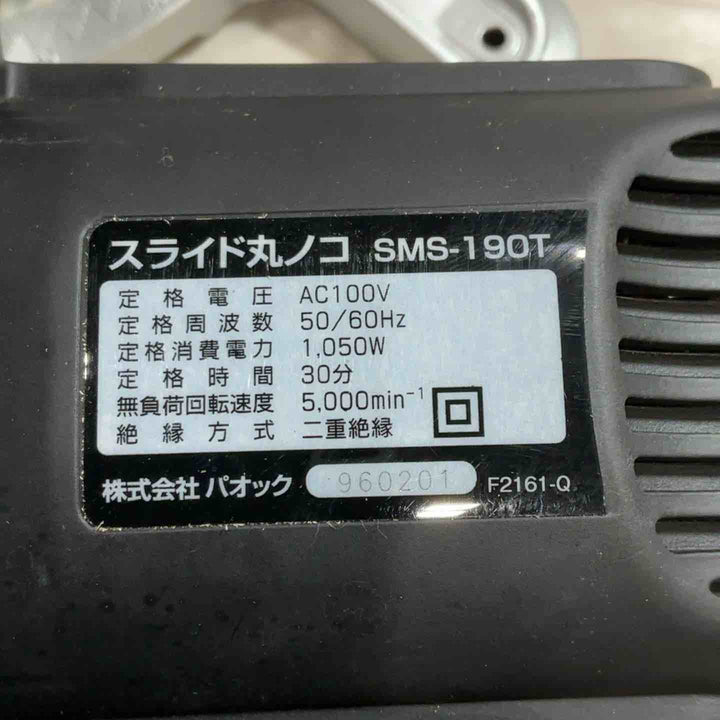 スライド丸ノコ SMS-190T
定格電圧 AC100V
定格周波数 50/60Hz
定格消費電力 1,050W
定格時間 30分
無負荷回転速度 5,000min⁻¹
絶縁方式 二重絶縁
株式会社 パオック 960201 F2161-Q